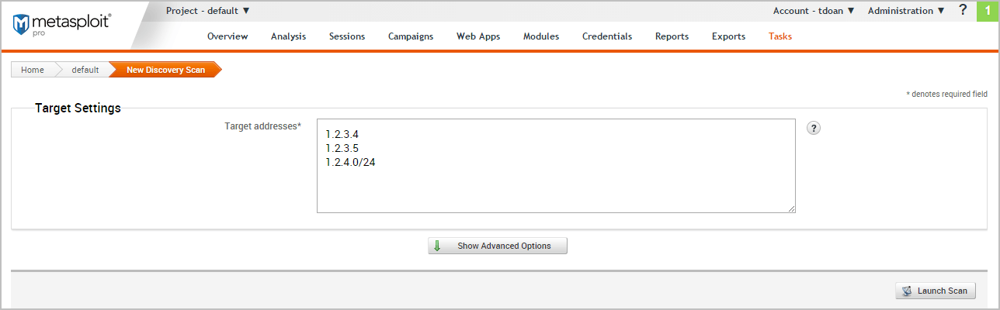 Project - default ▼ Account - tdoan ▼ Administration ▼ ? 1
metasploit®
pro
Overview Analysis Sessions Campaigns Web Apps Modules Credentials Reports Exports Tasks
Home default New Discovery Scan
* denotes required field
Target Settings
Target addresses* ?
1.2.3.4
1.2.3.5
1.2.4.0/24
Show Advanced Options
Launch Scan